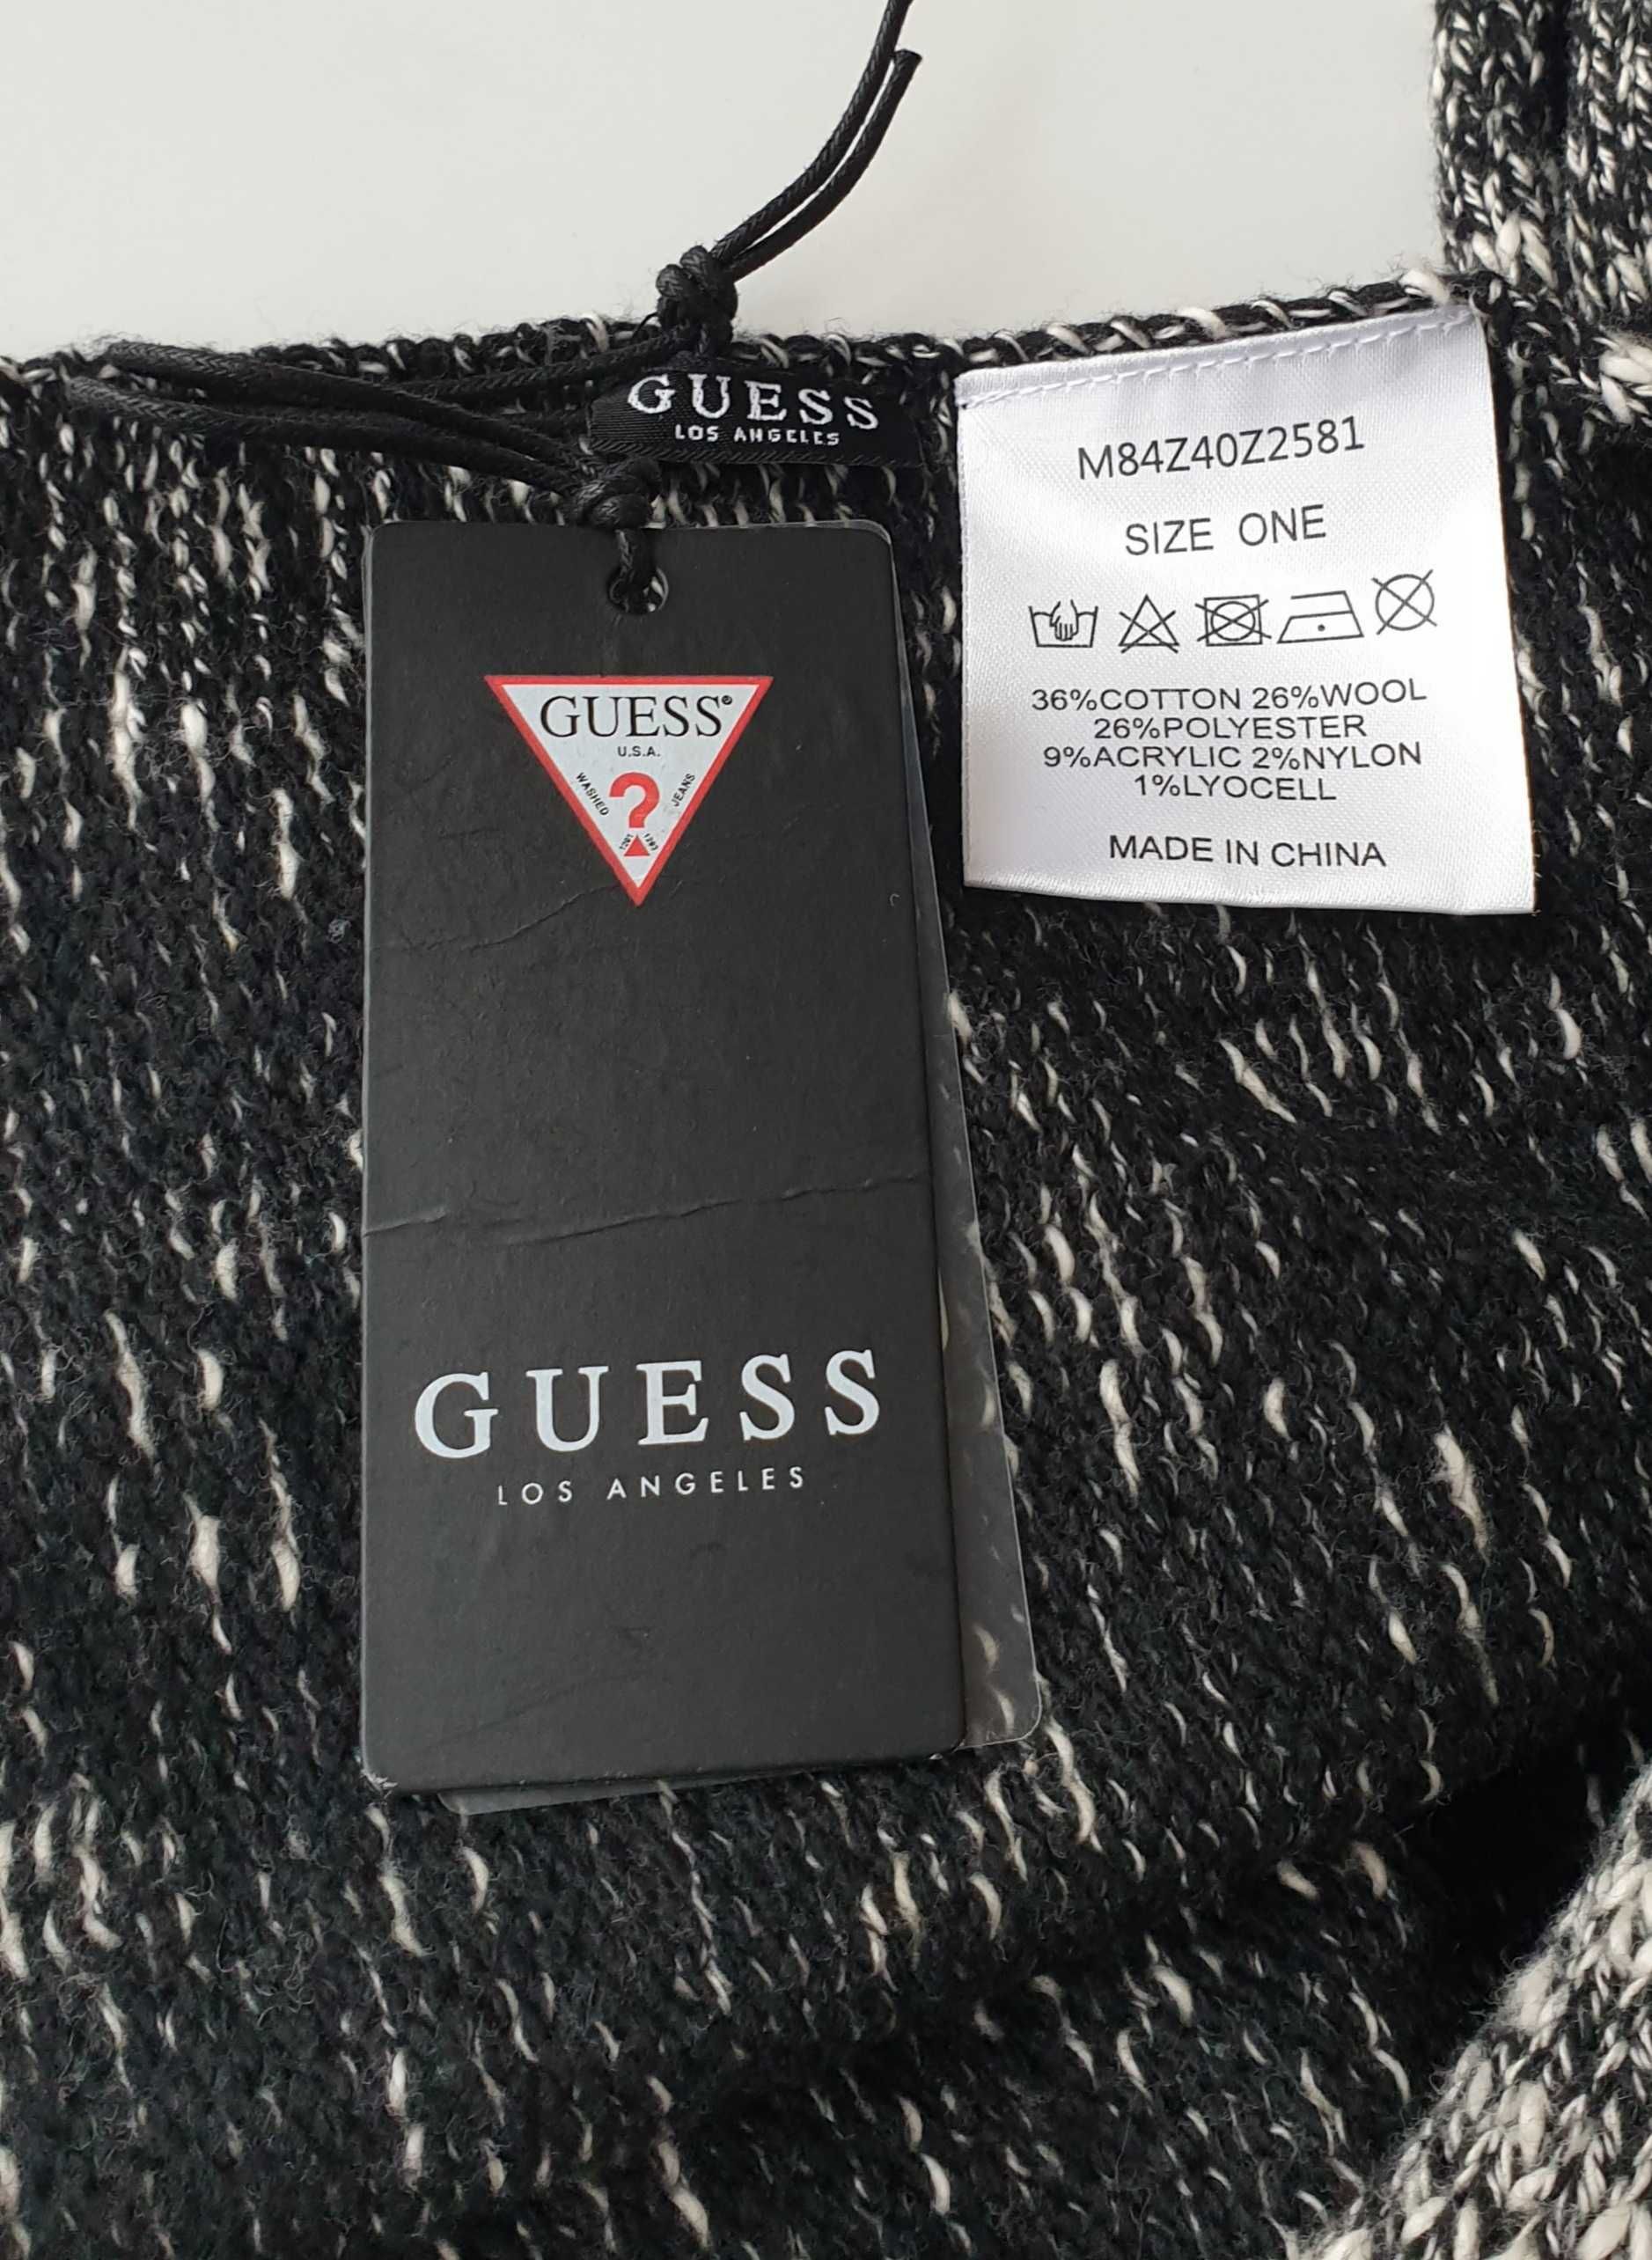 GUESS
LOS ANGELES
M84Z40Z2581
SIZE ONE
36%COTTON 26%WOOL
26%POLYESTER
9%ACRYLIC 2%NYLON
1%LYOCELL
MADE IN CHINA
GUESS®
U.S.A.
WASHED
?
JEANS
GUESS
LOS ANGELES